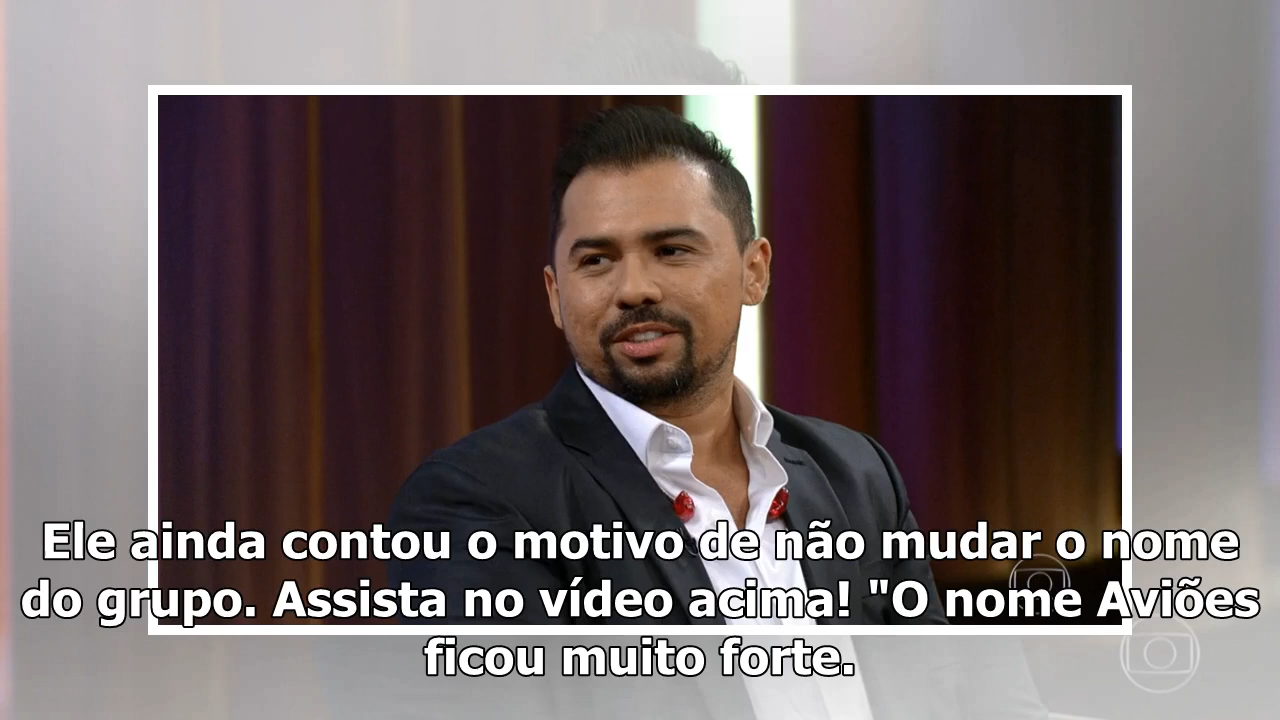 Ele ainda contou o motivo de não mudar o nome
do grupo. Assista no vídeo acima! "O nome Aviões
ficou muito forte.